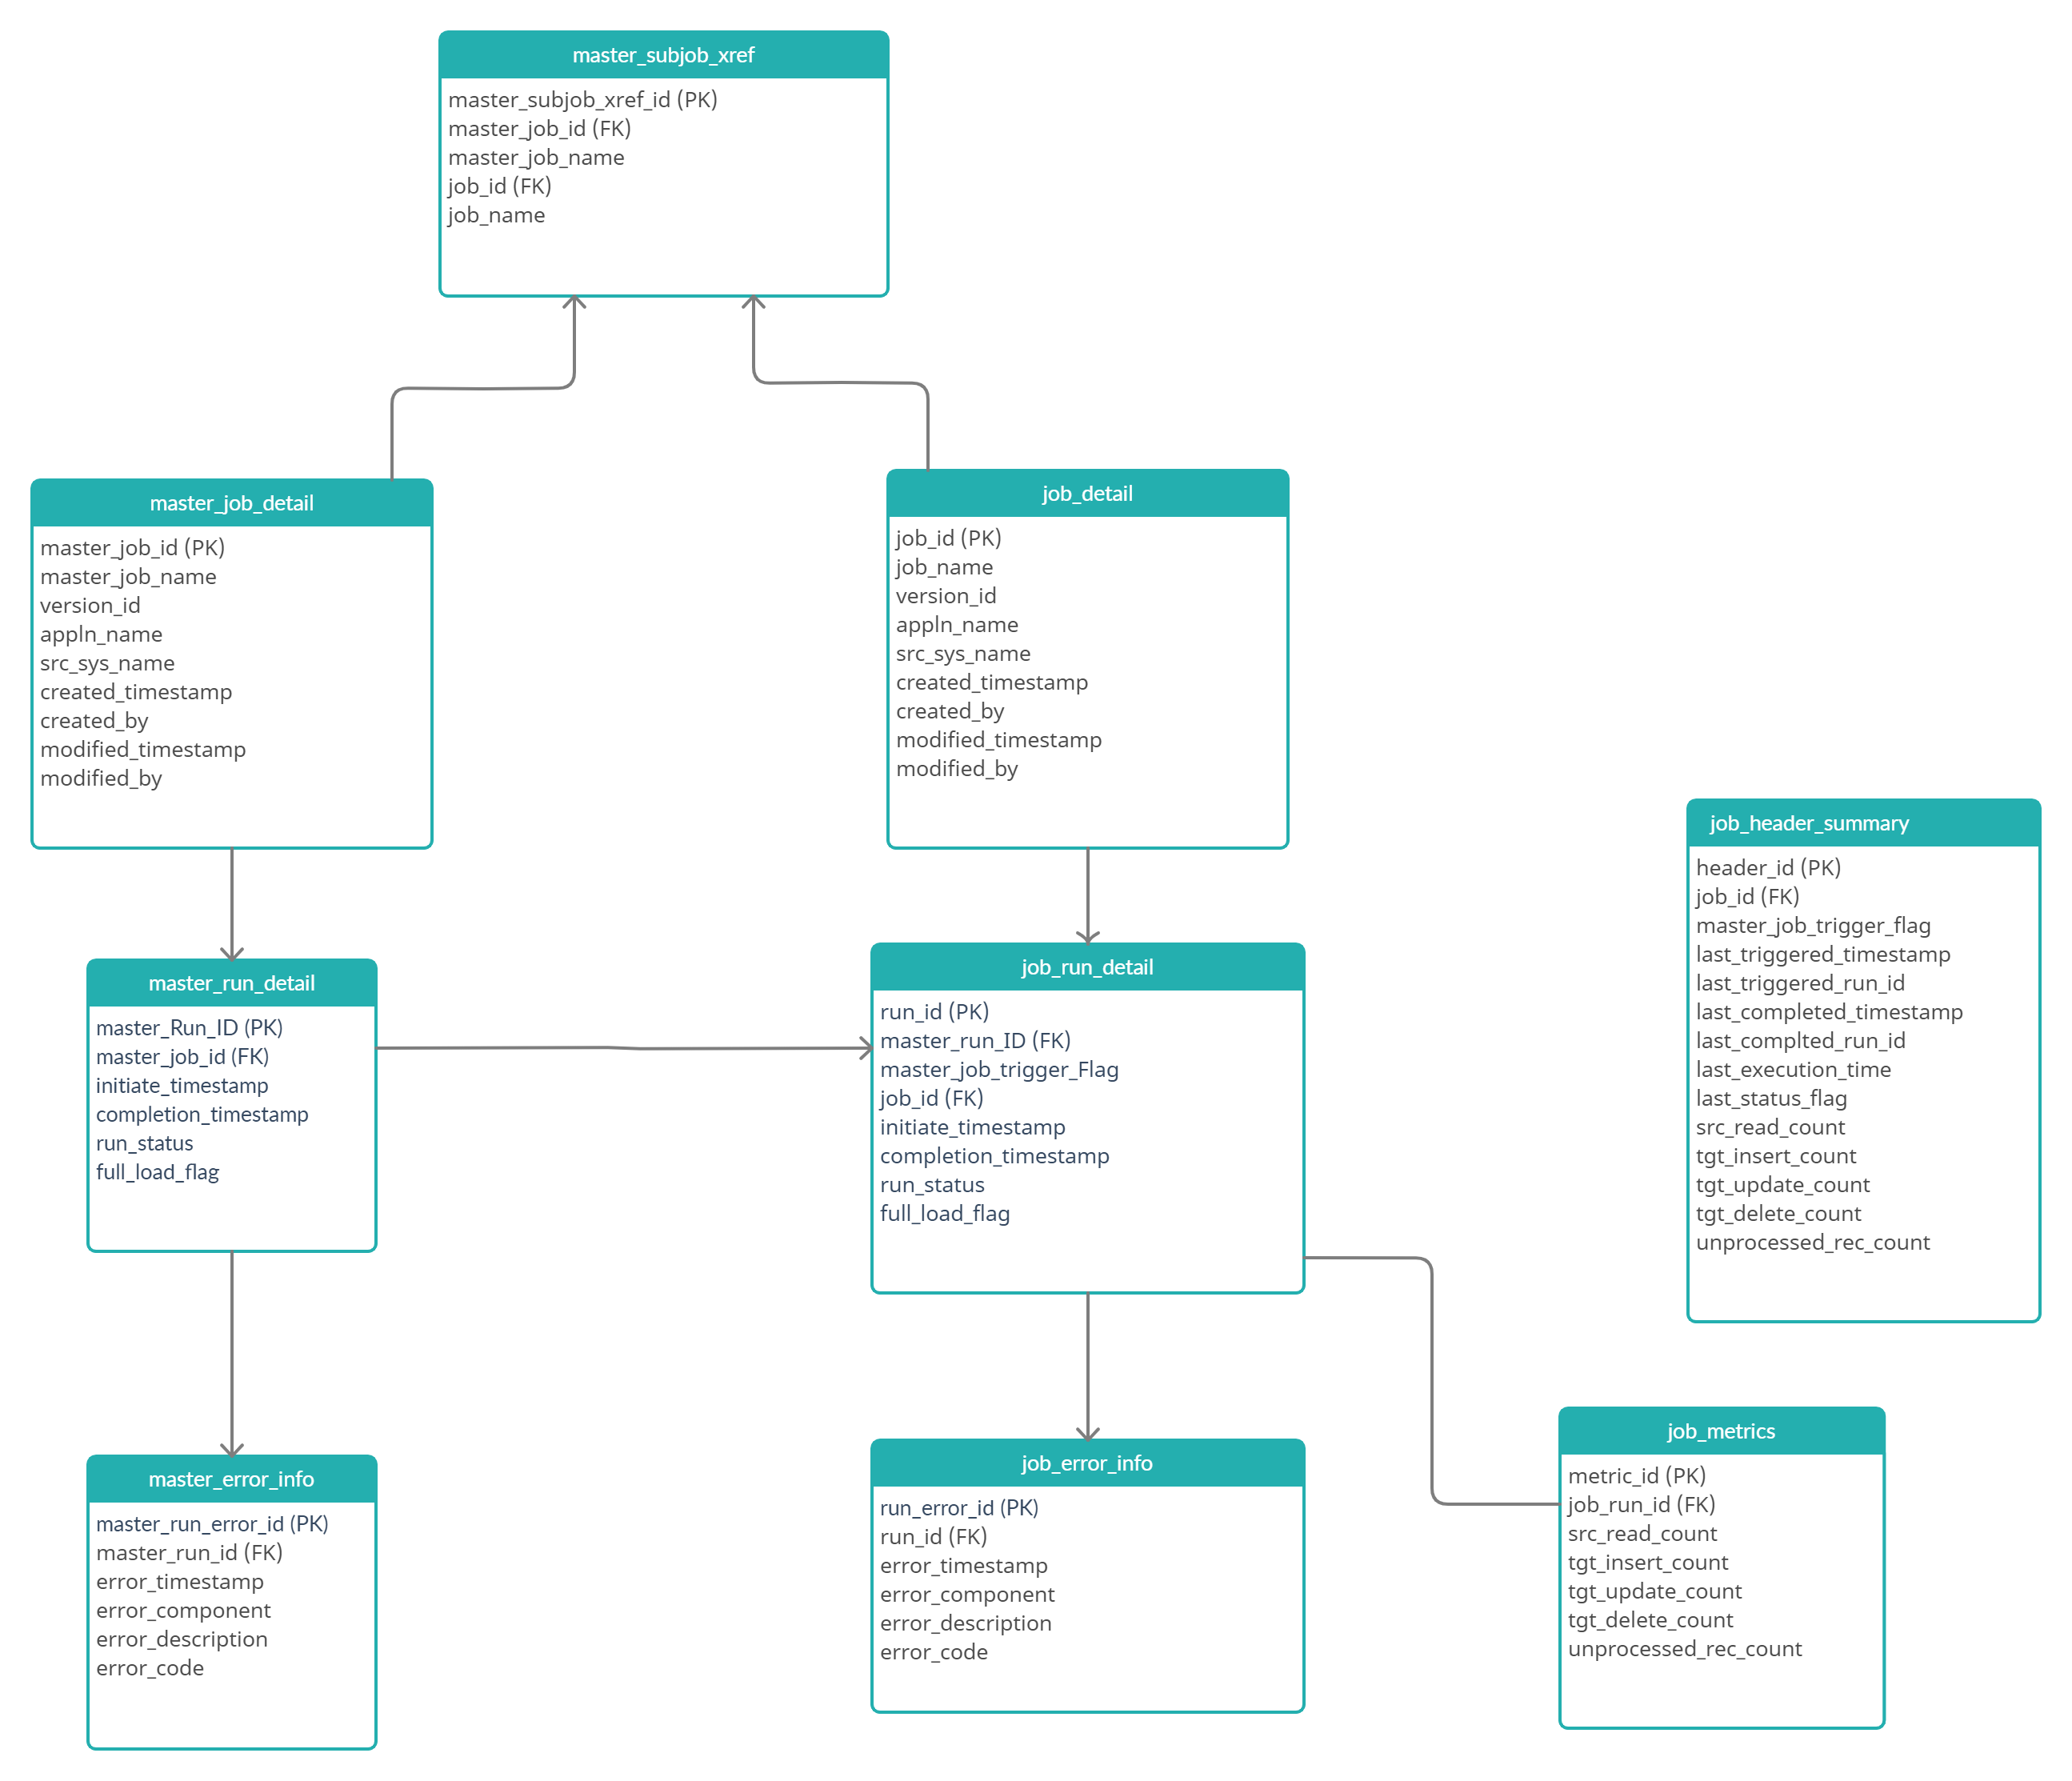 master_subjob_xref
master_subjob_xref_id (PK)
master_job_id (FK)
master_job_name
job_id (FK)
job_name
master_job_detail
master_job_id (PK)
master_job_name
version_id
appln_name
src_sys_name
created_timestamp
created_by
modified_timestamp
modified_by
job_detail
job_id (PK)
job_name
version_id
appln_name
src_sys_name
created_timestamp
created_by
modified_timestamp
modified_by
job_header_summary
header_id (PK)
job_id (FK)
master_job_trigger_flag
last_triggered_timestamp
last_triggered_run_id
last_completed_timestamp
last_complted_run_id
last_execution_time
last_status_flag
src_read_count
tgt_insert_count
tgt_update_count
tgt_delete_count
unprocessed_rec_count
master_run_detail
master_Run_ID (PK)
master_job_id (FK)
initiate_timestamp
completion_timestamp
run_status
full_load_flag
job_run_detail
run_id (PK)
master_run_ID (FK)
master_job_trigger_Flag
job_id (FK)
initiate_timestamp
completion_timestamp
run_status
full_load_flag
master_error_info
master_run_error_id (PK)
master_run_id (FK)
error_timestamp
error_component
error_description
error_code
job_error_info
run_error_id (PK)
run_id (FK)
error_timestamp
error_component
error_description
error_code
job_metrics
metric_id (PK)
job_run_id (FK)
src_read_count
tgt_insert_count
tgt_update_count
tgt_delete_count
unprocessed_rec_count